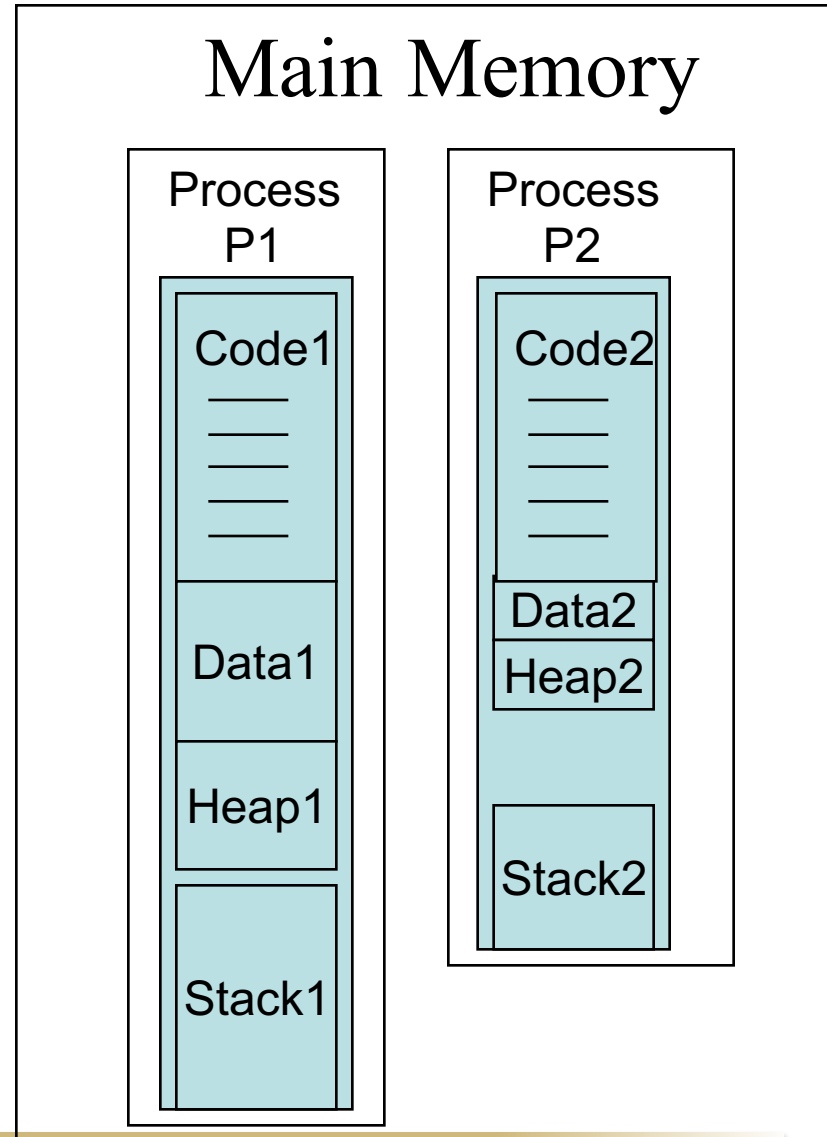 Main Memory
Process
P1
Code1
Data1
Heap1
Stack1
Process
P2
Code2
Data2
Heap2
Stack2